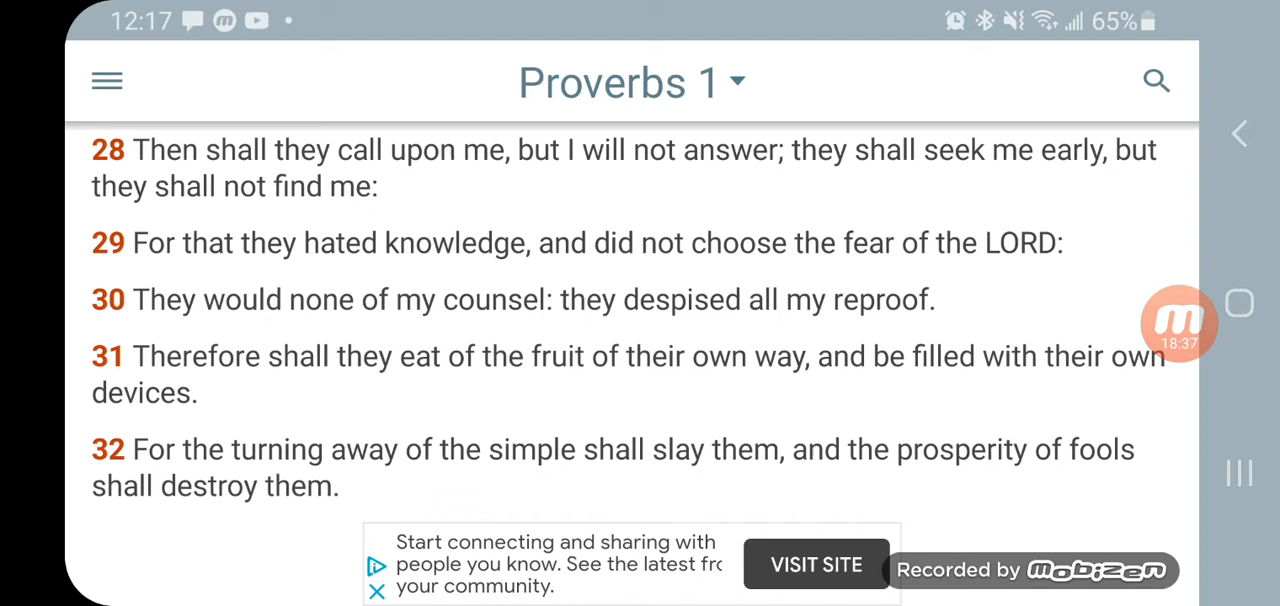 12:17 65%
Proverbs 1
28 Then shall they call upon me, but I will not answer; they shall seek me early, but
they shall not find me:
29 For that they hated knowledge, and did not choose the fear of the LORD:
30 They would none of my counsel: they despised all my reproof.
31 Therefore shall they eat of the fruit of their own way, and be filled with their own
devices.
32 For the turning away of the simple shall slay them, and the prosperity of fools
shall destroy them.
m
18:37
Start connecting and sharing with
people you know. See the latest fr
your community.
VISIT SITE
Recorded by mobizen